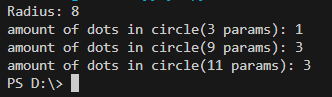 Radius: 8
amount of dots in circle(3 params): 1
amount of dots in circle(9 params): 3
amount of dots in circle(11 params): 3
PS D:\>